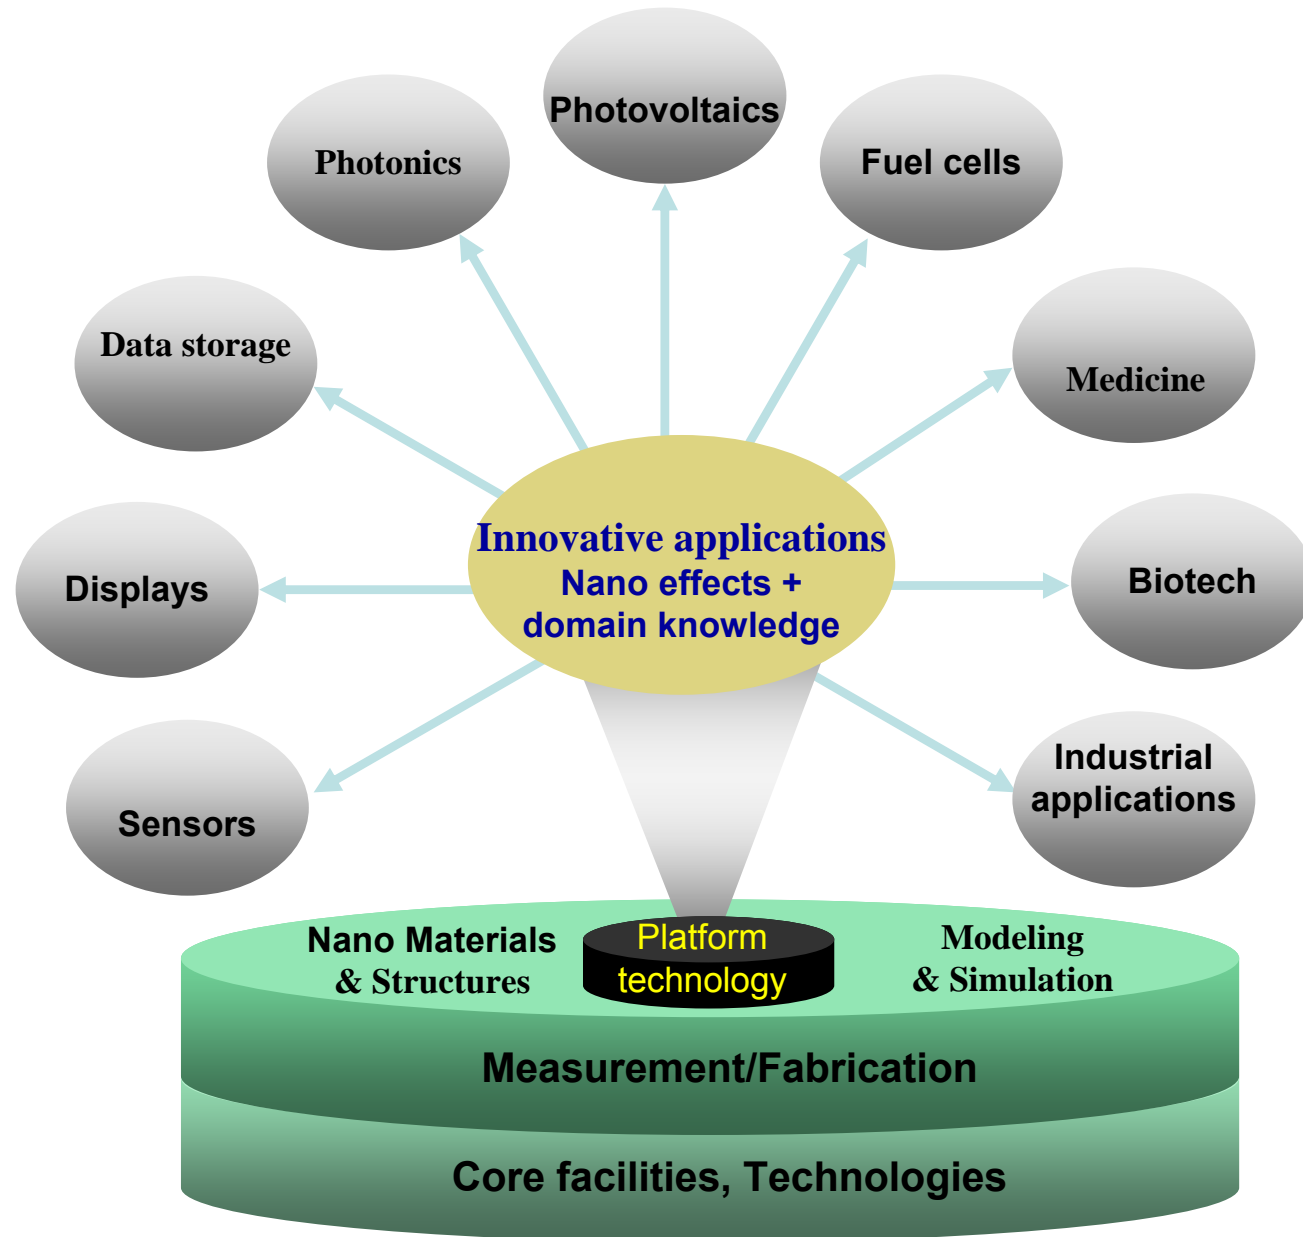 Photovoltaics
Photonics
Fuel cells
Data storage
Medicine
Innovative applications
Nano effects +
domain knowledge
Displays
Biotech
Sensors
Industrial
applications
Nano Materials
& Structures
Platform
technology
Modeling
& Simulation
Measurement/Fabrication
Core facilities, Technologies